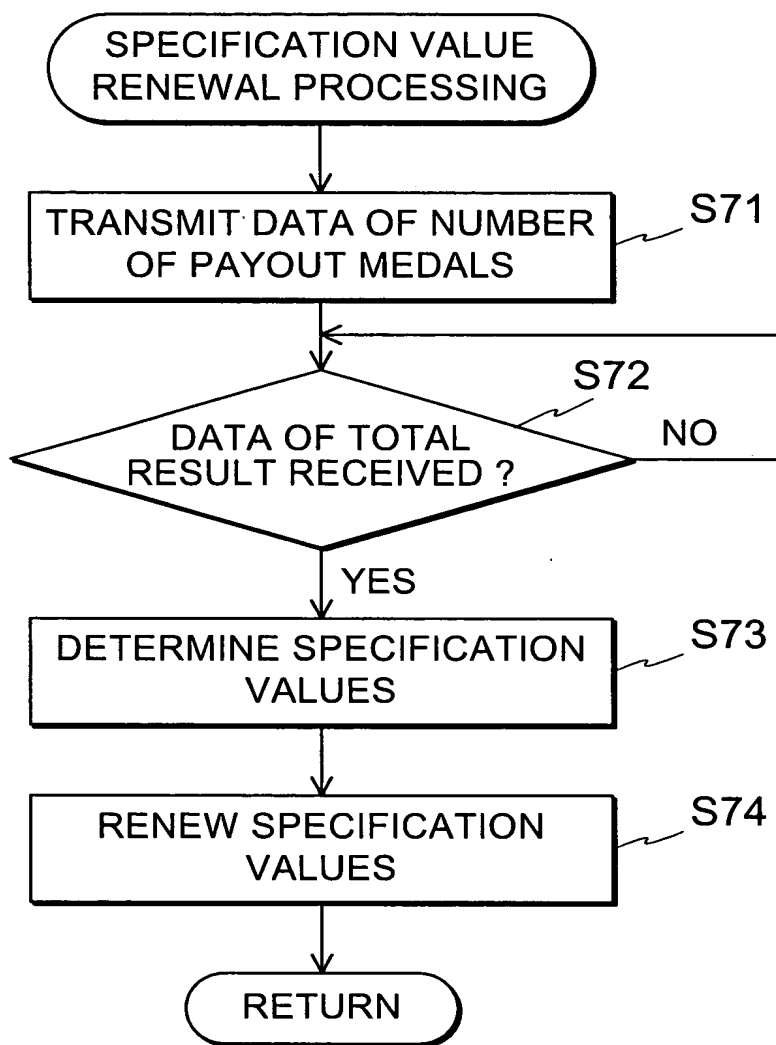 SPECIFICATION VALUE
RENEWAL PROCESSING
TRANSMIT DATA OF NUMBER
OF PAYOUT MEDALS
S71
S72
DATA OF TOTAL
RESULT RECEIVED ?
NO
YES
DETERMINE SPECIFICATION
VALUES
S73
RENEW SPECIFICATION
VALUES
S74
RETURN